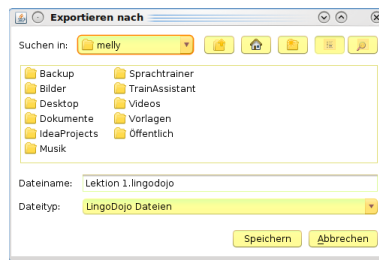 Exportieren nach
Suchen in: melly
Backup Sprachtrainer
Bilder TrainAssistant
Desktop Videos
Dokumente Vorlagen
IdeaProjects Öffentlich
Musik
Dateiname: Lektion 1.lingodojo
Dateityp: LingoDojo Dateien
Speichern Abbrechen